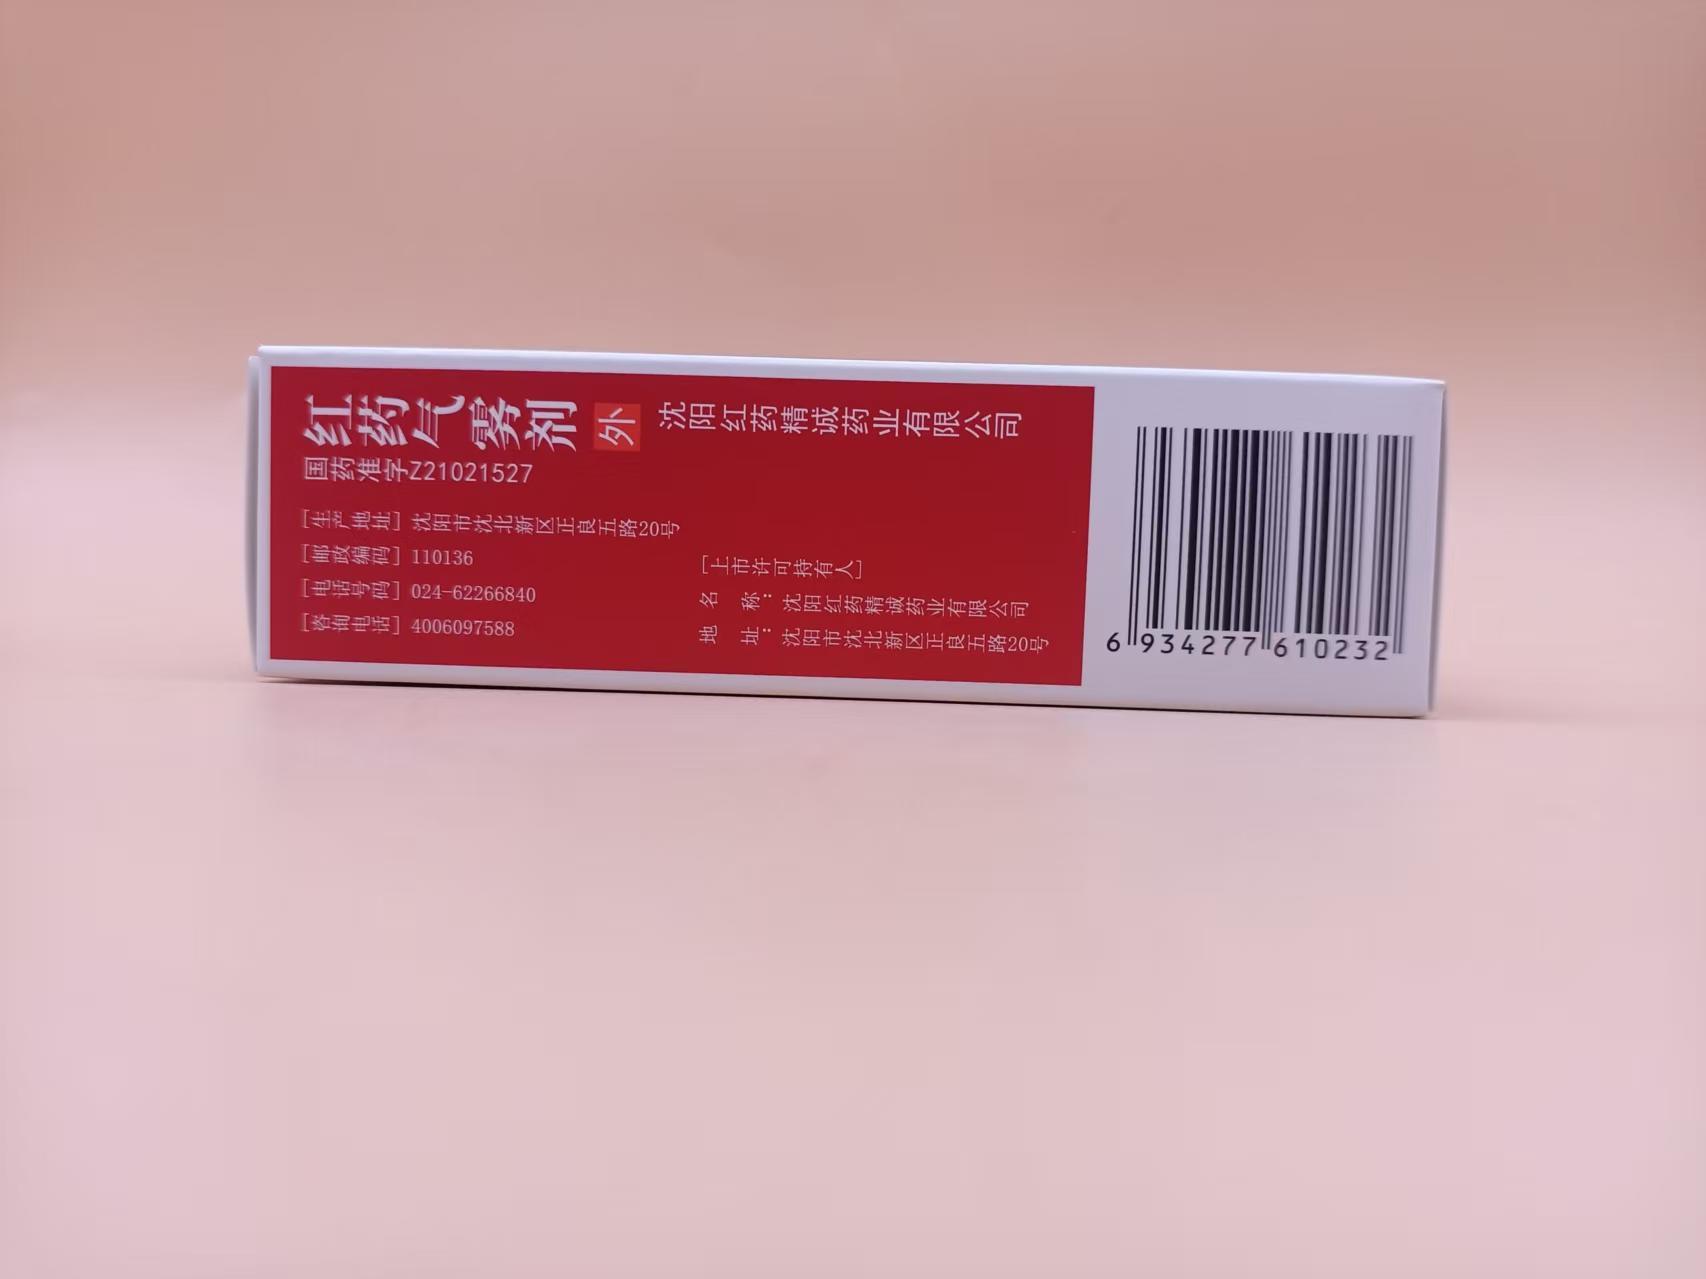 红药气雾剂 外 沈阳红药精诚药业有限公司
国药准字Z21021527
[生产地址] 沈阳市沈北新区正良五路20号
[邮政编码] 110136
[电话号码] 024-62266840
[咨询电话] 4006097588
[上市许可持有人]
名 称：沈阳红药精诚药业有限公司
地 址：沈阳市沈北新区正良五路20号
6 934277 610232